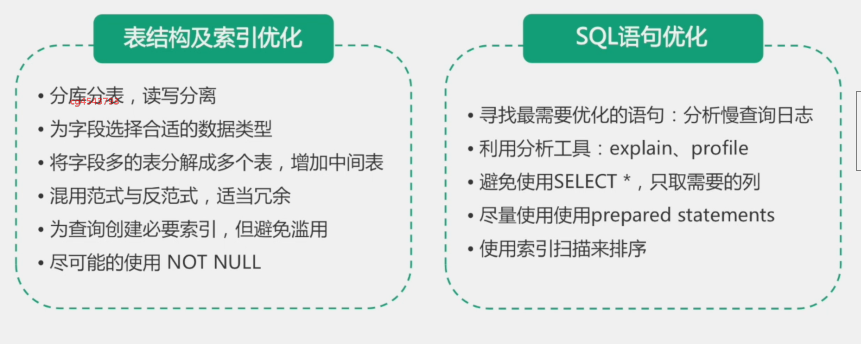 表结构及索引优化
• 分库分表，读写分离
• 为字段选择合适的数据类型
• 将字段多的表分解成多个表，增加中间表
• 混用范式与反范式，适当冗余
• 为查询创建必要索引，但避免滥用
• 尽可能的使用 NOT NULL
SQL语句优化
• 寻找最需要优化的语句：分析慢查询日志
• 利用分析工具：explain、profile
• 避免使用SELECT *，只取需要的列
• 尽量使用使用prepared statements
• 使用索引扫描来排序